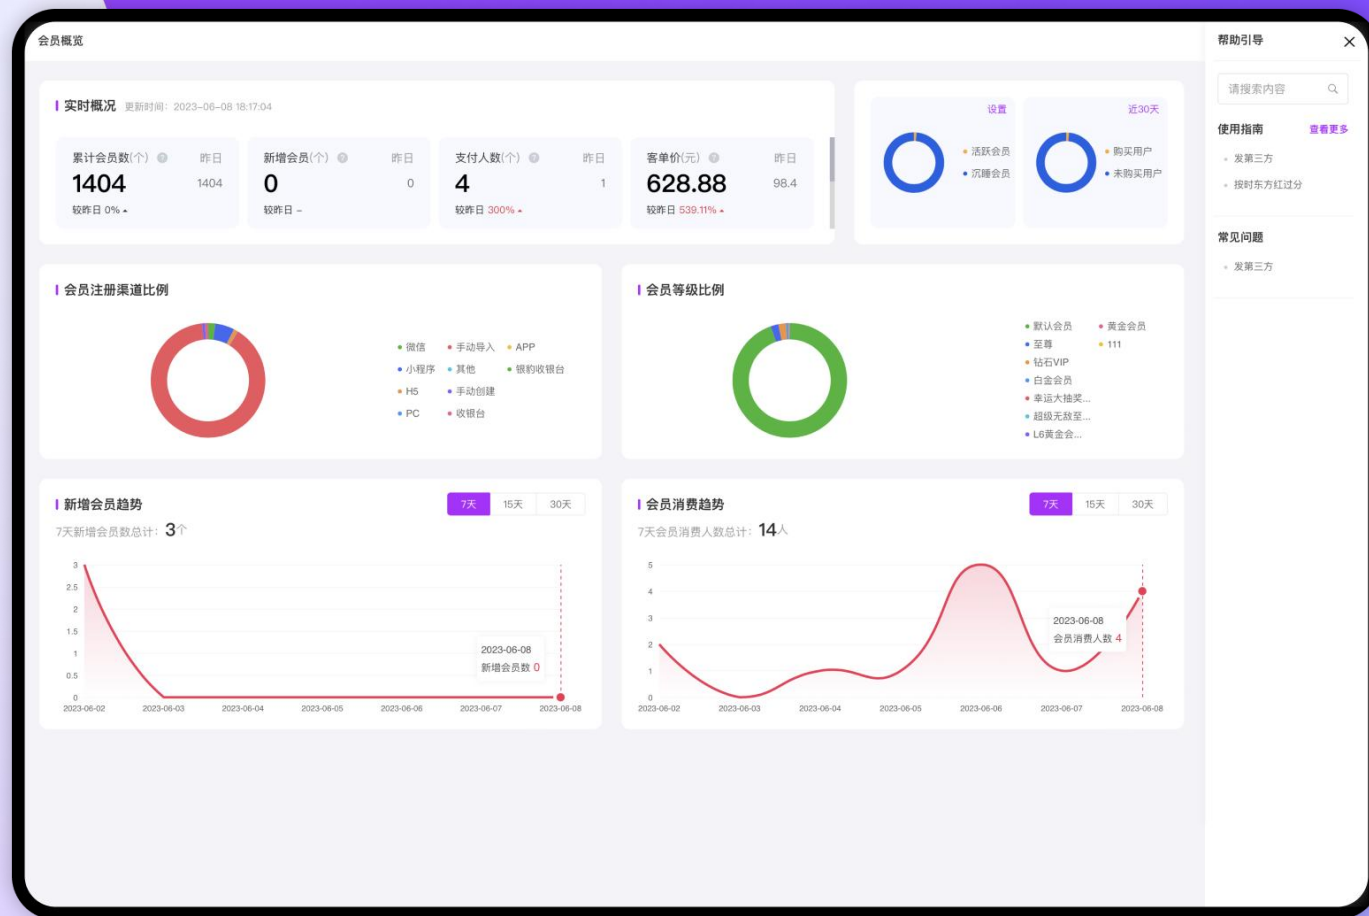 会员概览
实时概况 更新时间：2023-06-08 18:17:04
累计会员数(个) 昨日
1404 1404
较昨日 0%
新增会员(个) 昨日
0 0
较昨日 -
支付人数(个) 昨日
4 1
较昨日 300%
客单价(元) 昨日
628.88 98.4
较昨日 539.11%
设置
活跃会员
沉睡会员
近30天
购买用户
未购买用户
会员注册渠道比例
微信 手动导入 APP
小程序 其他 银豹收银台
H5 手动创建
PC 收银台
会员等级比例
默认会员 黄金会员
至尊 111
钻石VIP
白金会员
幸运大抽奖...
超级无敌至...
L6黄金会...
新增会员趋势 7天 15天 30天
7天新增会员数总计：3个
3
2.5
2
1.5
1
0.5
0
2023-06-08
新增会员数 0
2023-06-02 2023-06-03 2023-06-04 2023-06-05 2023-06-06 2023-06-07 2023-06-08
会员消费趋势 7天 15天 30天
7天会员消费人数总计：14人
5
4
3
2
1
0
2023-06-08
会员消费人数 4
2023-06-02 2023-06-03 2023-06-04 2023-06-05 2023-06-06 2023-06-07 2023-06-08
帮助引导
请搜索内容
使用指南 查看更多
发第三方
按时东方红过分
常见问题
发第三方